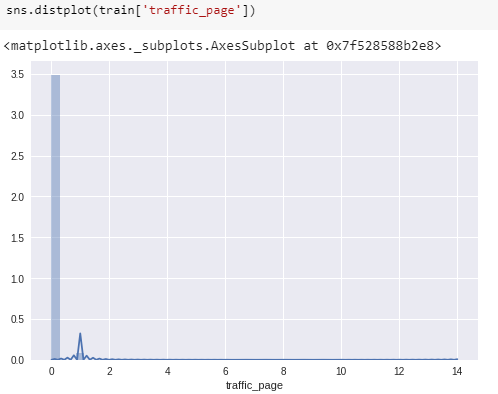 sns.distplot(train['traffic_page'])
<matplotlib.axes._subplots.AxesSubplot at 0x7f528588b2e8>
3.5
3.0
2.5
2.0
1.5
1.0
0.5
0.0
0 2 4 6 8 10 12 14
traffic_page